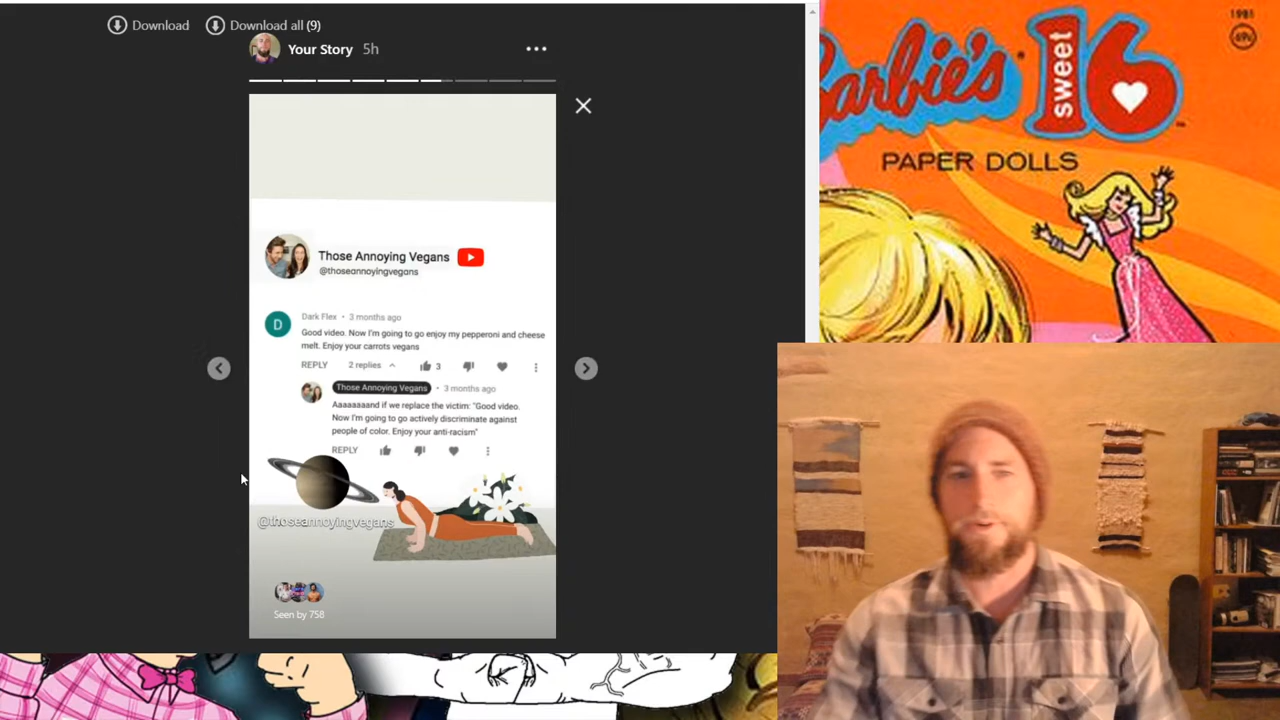 Download
Download all (9)
Your Story 5h
Those Annoying Vegans
@thoseannoyingvegans
D
Dark Flex • 3 months ago
Good video. Now I'm going to go enjoy my pepperoni and cheese
melt. Enjoy your carrots vegans
REPLY 2 replies 3
Those Annoying Vegans • 3 months ago
Aaaaaaaand if we replace the victim: "Good video.
Now I'm going to go actively discriminate against
people of color. Enjoy your anti-racism"
REPLY
@thoseannoyingvegans
Seen by 758
1981
69¢
Barbie's sweet 16™
PAPER DOLLS